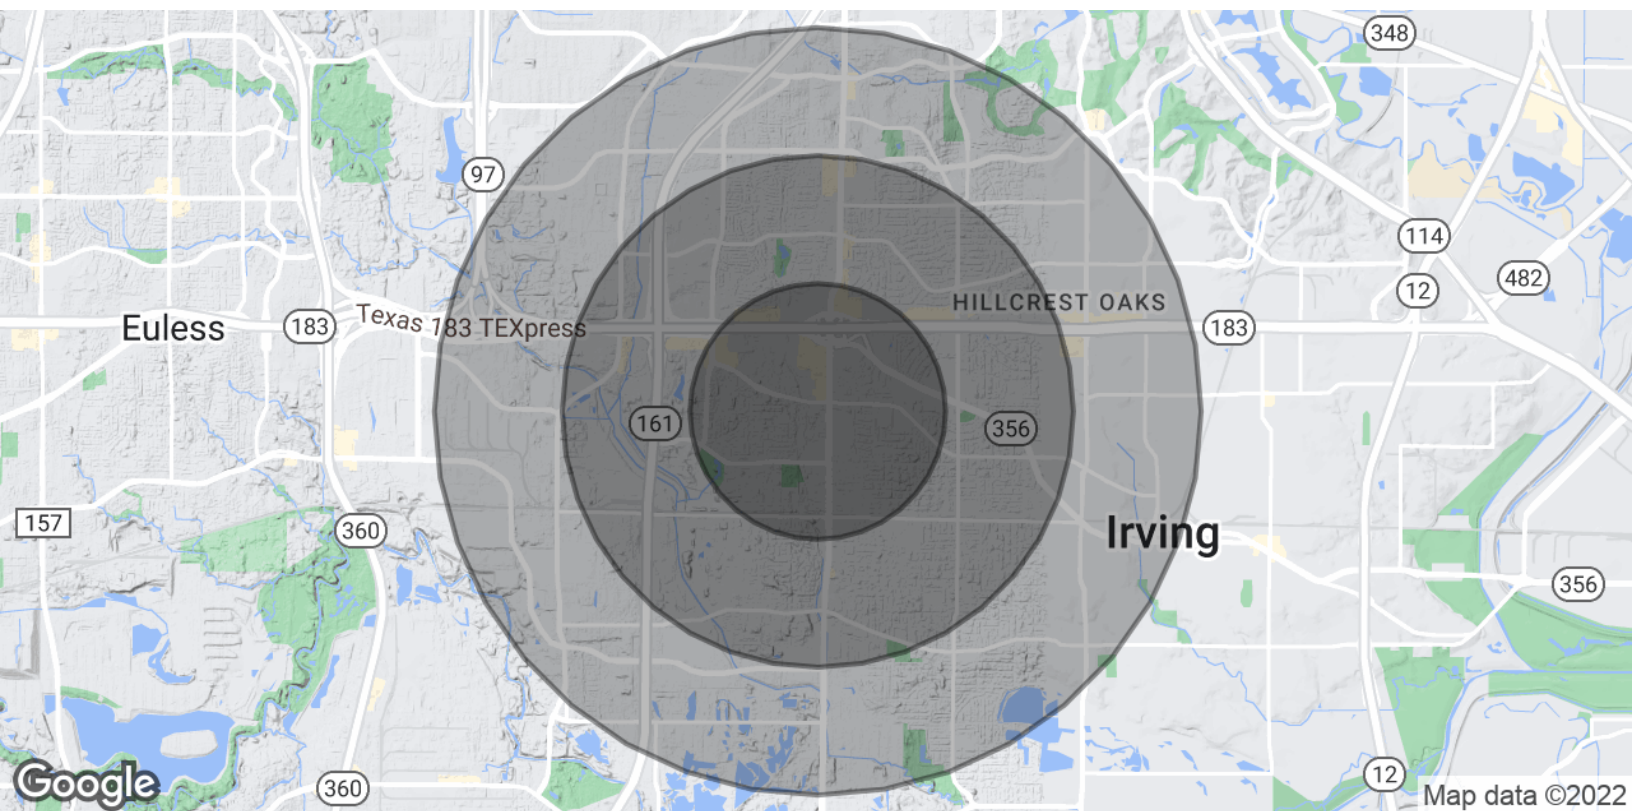 348
97
114
482
12
HILLCREST OAKS
Texas 183 TEXpress
Euless
183
183
161
356
157
360
Irving
356
12
360
Google
Map data ©2022